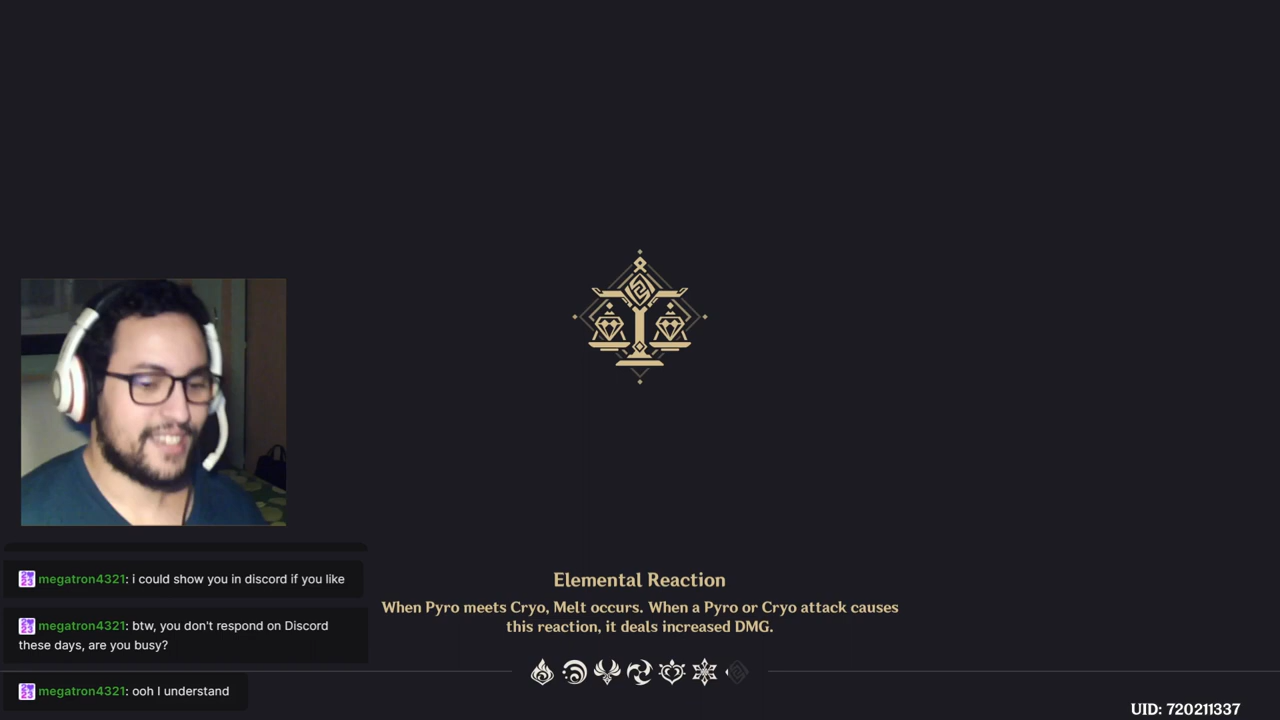 megatron4321: i could show you in discord if you like
megatron4321: btw, you don't respond on Discord
these days, are you busy?
megatron4321: ooh I understand
Elemental Reaction
When Pyro meets Cryo, Melt occurs. When a Pyro or Cryo attack causes
this reaction, it deals increased DMG.
UID: 720211337